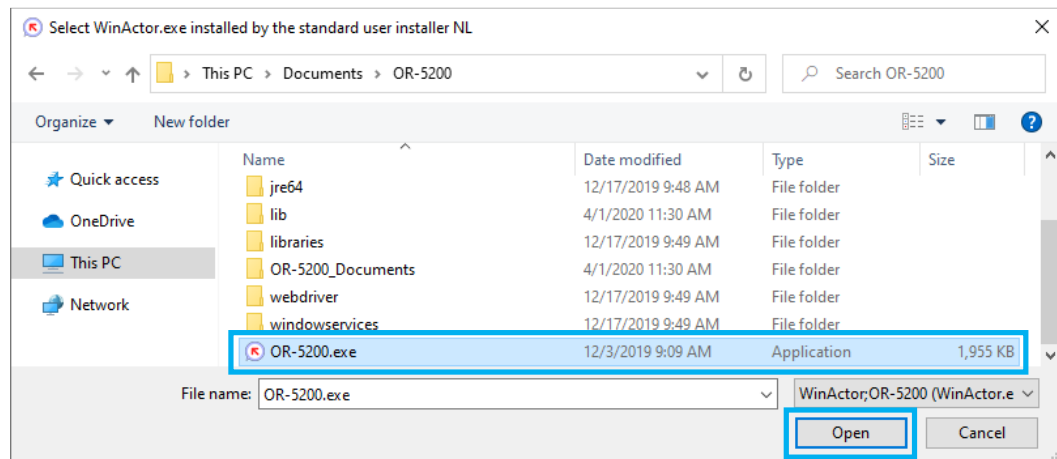 Select WinActor.exe installed by the standard user installer NL
This PC > Documents > OR-5200 Search OR-5200
Organize New folder
Name Date modified Type Size
Quick access
OneDrive
This PC
Network
jre64 12/17/2019 9:48 AM File folder
lib 4/1/2020 11:30 AM File folder
libraries 12/17/2019 9:49 AM File folder
OR-5200_Documents 4/1/2020 11:30 AM File folder
webdriver 12/17/2019 9:49 AM File folder
windowservices 12/17/2019 9:49 AM File folder
OR-5200.exe 12/3/2019 9:09 AM Application 1,955 KB
File name: OR-5200.exe WinActor;OR-5200 (WinActor.e
Open Cancel